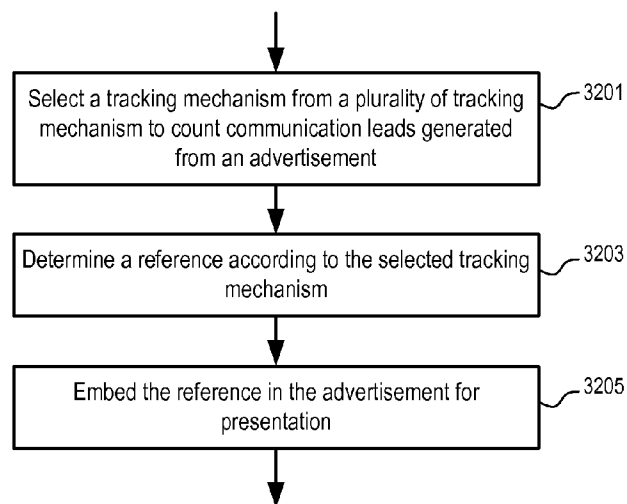 Select a tracking mechanism from a plurality of tracking
mechanism to count communication leads generated
from an advertisement
3201
Determine a reference according to the selected tracking
mechanism
3203
Embed the reference in the advertisement for
presentation
3205